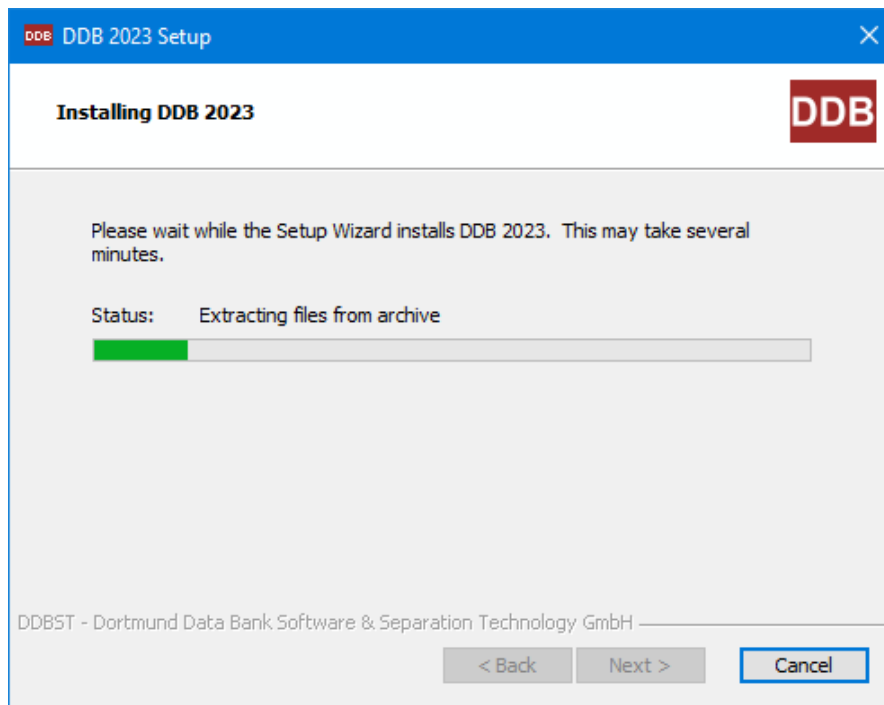 DDB DDB 2023 Setup
Installing DDB 2023
DDB
Please wait while the Setup Wizard installs DDB 2023. This may take several
minutes.
Status: Extracting files from archive
DDBST - Dortmund Data Bank Software & Separation Technology GmbH
< Back Next > Cancel